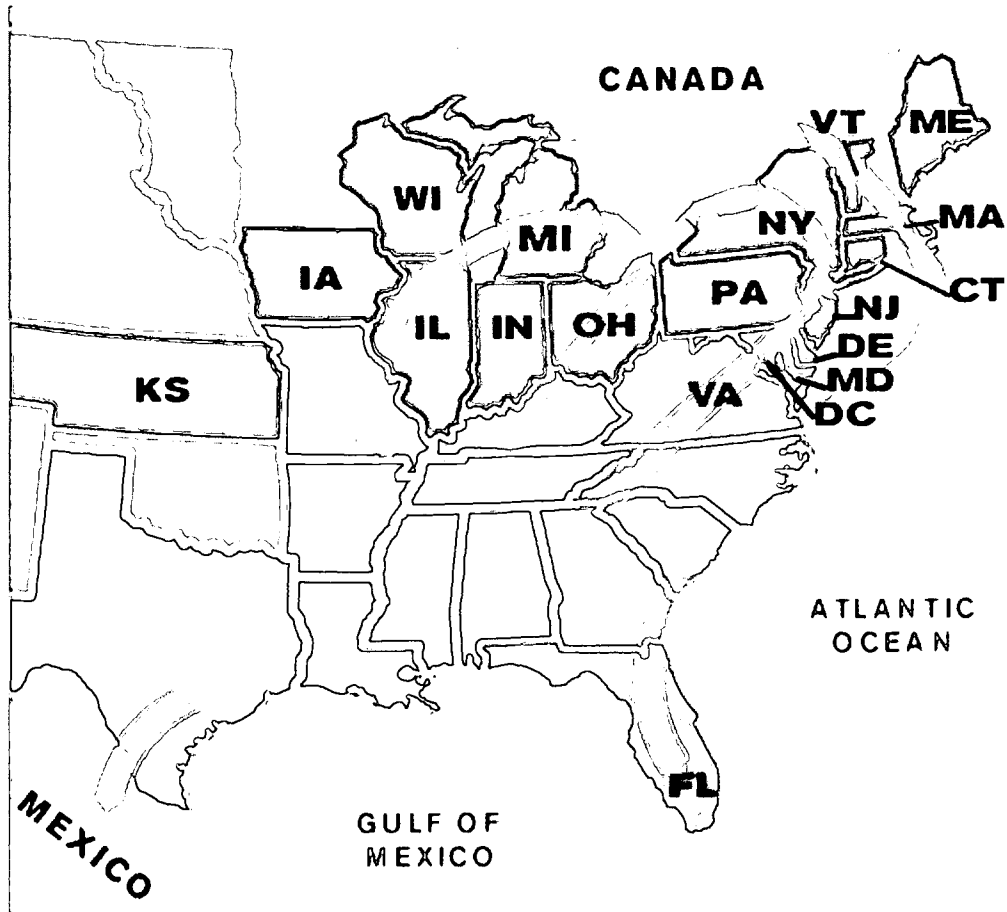 CANADA
VT
ME
WI
NY
MA
MI
IA
PA
CT
IL
IN
OH
NJ
DE
KS
VA
MD
DC
ATLANTIC
OCEAN
FL
MEXICO
GULF OF
MEXICO